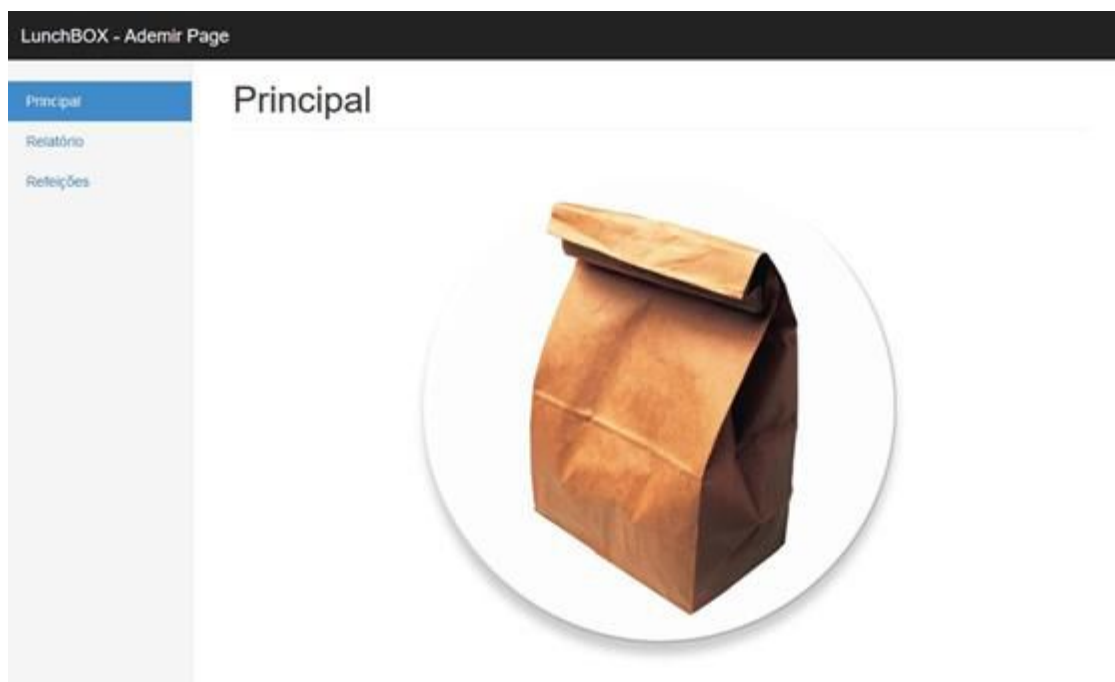 LunchBOX - Ademir Page
Principal
Relatório
Refeições
Principal